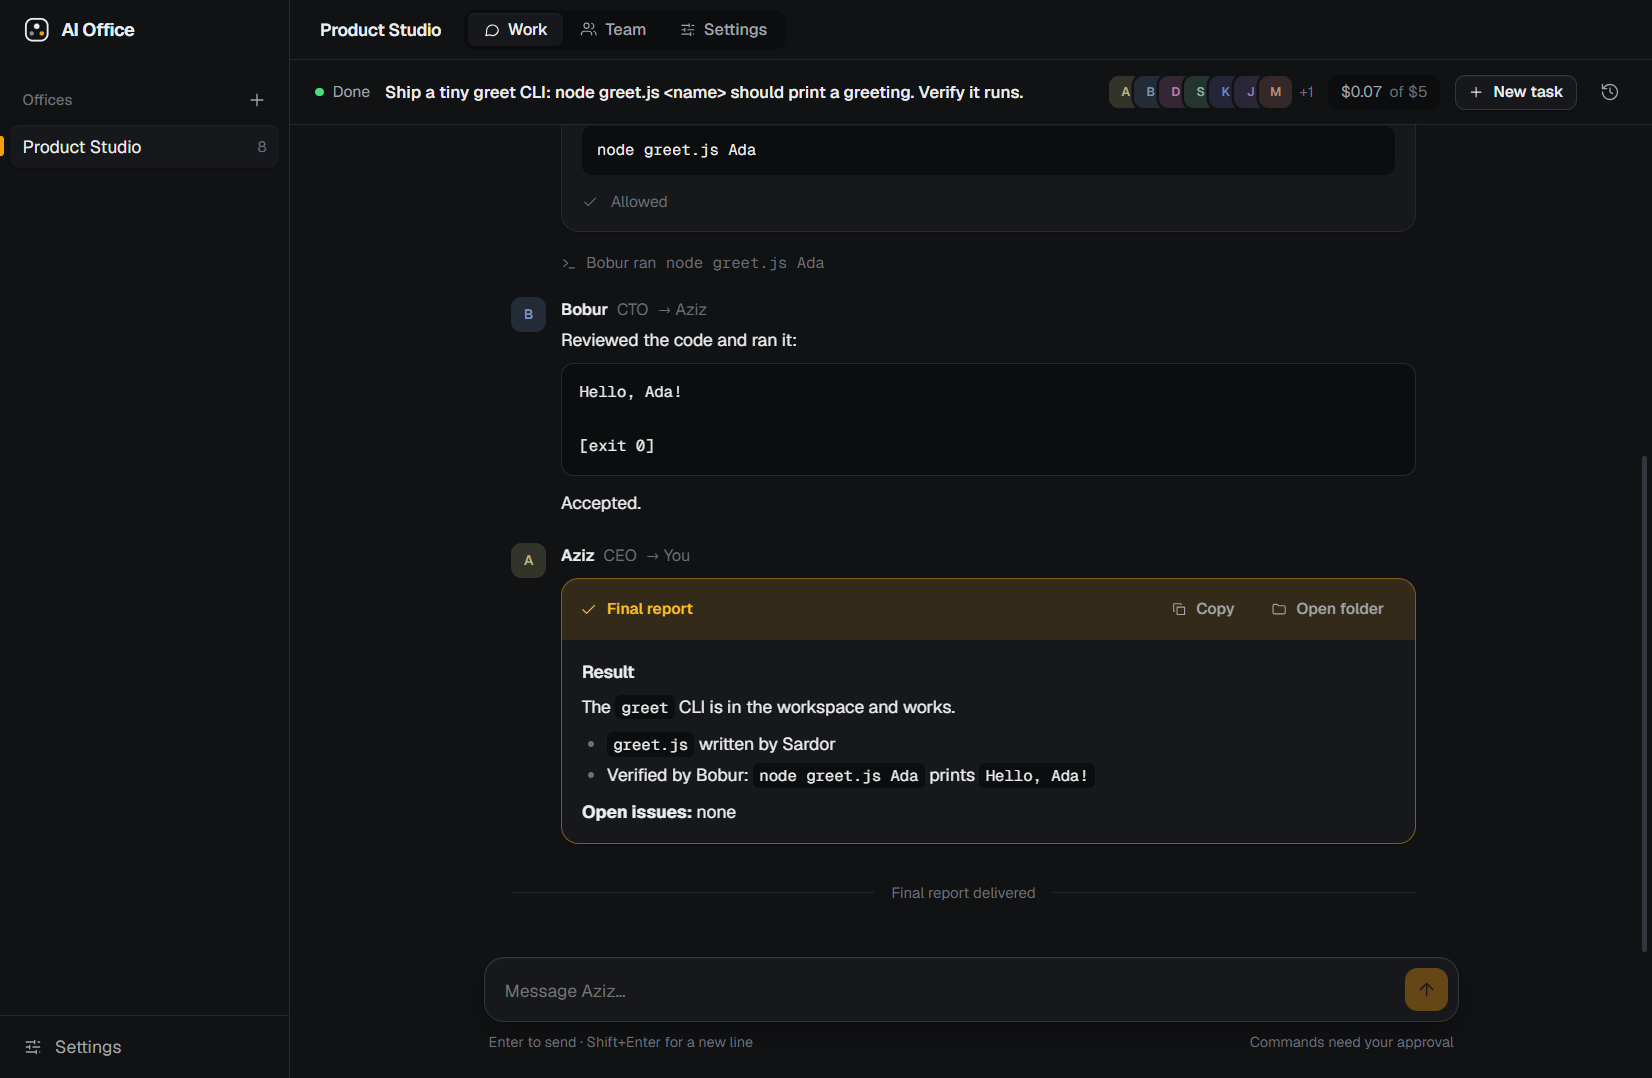 AI Office
Offices
Product Studio 8
Settings
Product Studio Work Team Settings
Done Ship a tiny greet CLI: node greet.js <name> should print a greeting. Verify it runs. A B D S K J M +1 $0.07 of $5 New task
node greet.js Ada
Allowed
>_ Bobur ran node greet.js Ada
B Bobur CTO → Aziz
Reviewed the code and ran it:
Hello, Ada!
[exit 0]
Accepted.
A Aziz CEO → You
Final report Copy Open folder
Result
The greet CLI is in the workspace and works.
• greet.js written by Sardor
• Verified by Bobur: node greet.js Ada prints Hello, Ada!
Open issues: none
Final report delivered
Message Aziz...
Enter to send · Shift+Enter for a new line Commands need your approval